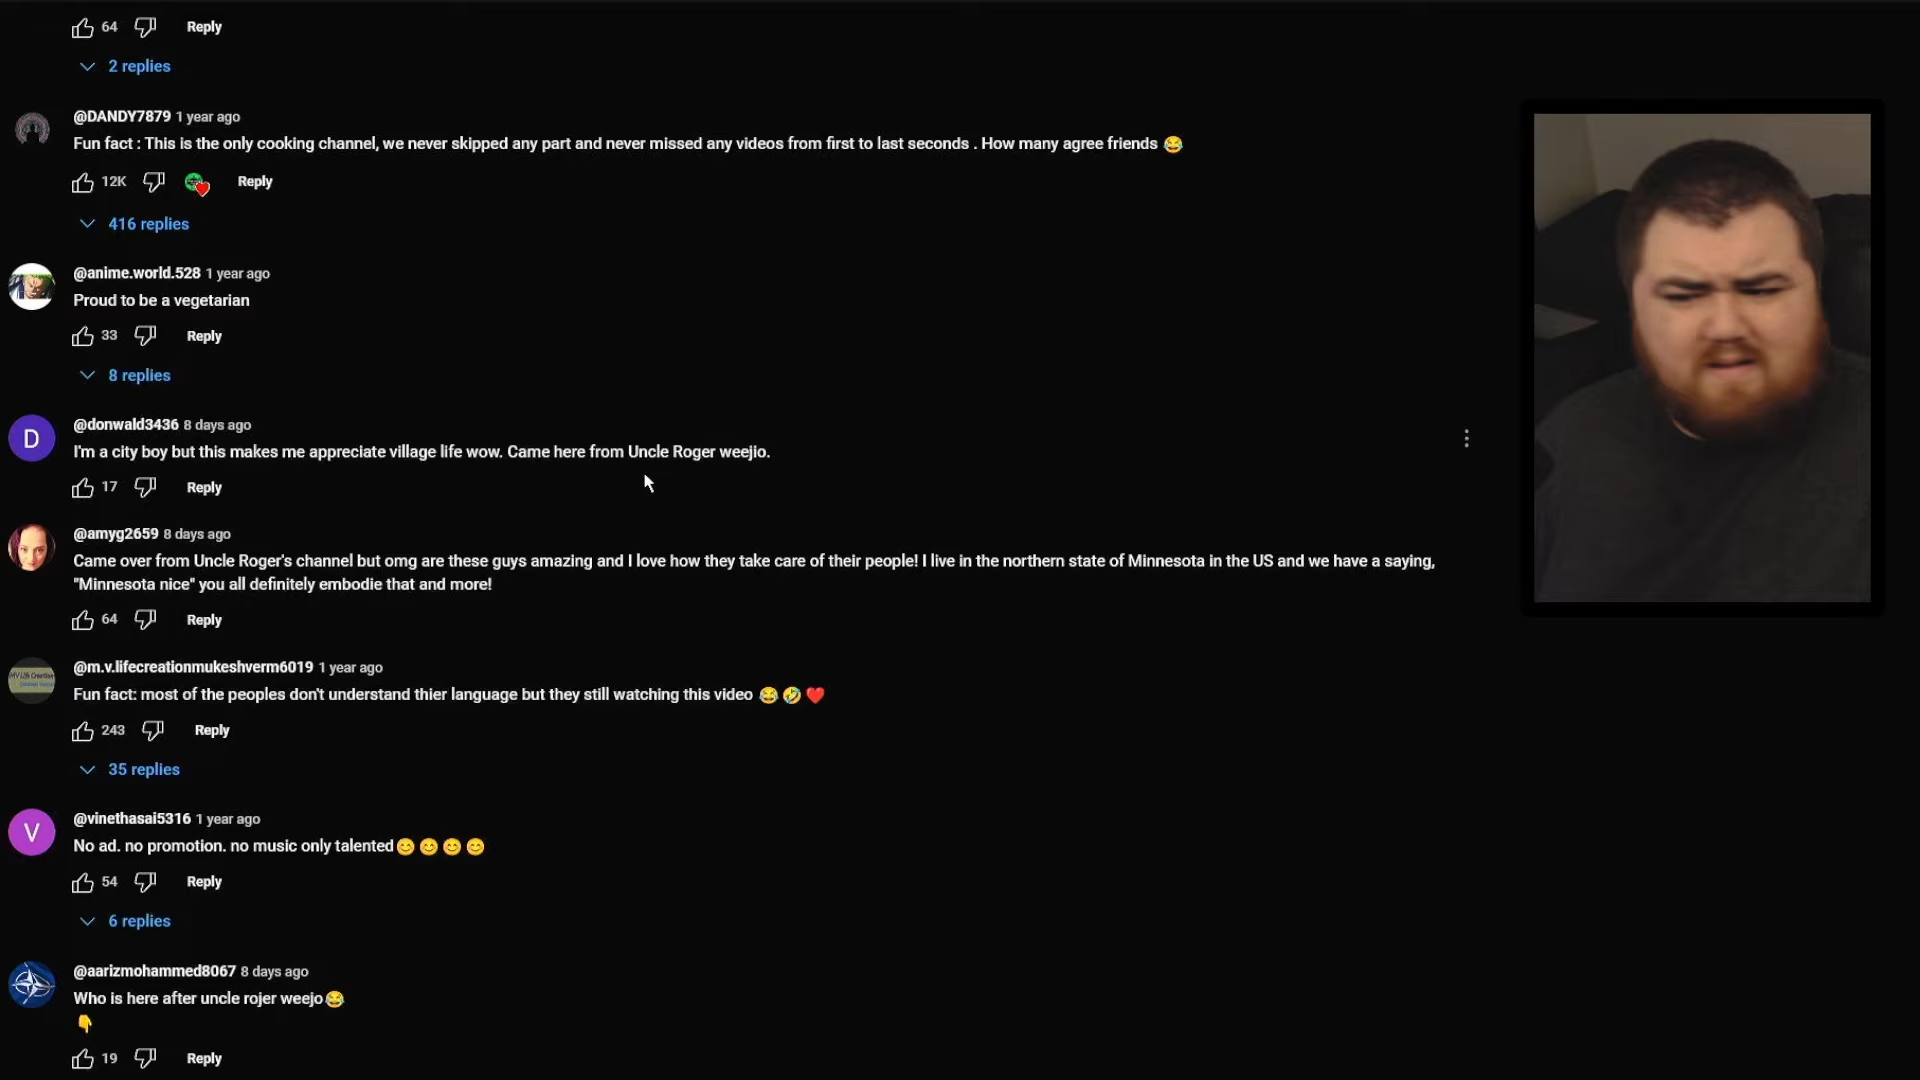 64 Reply
2 replies
@DANDY7879 1 year ago
Fun fact : This is the only cooking channel, we never skipped any part and never missed any videos from first to last seconds . How many agree friends 😂
12K Reply
416 replies
@anime.world.528 1 year ago
Proud to be a vegetarian
33 Reply
8 replies
D
@donwald3436 8 days ago
I'm a city boy but this makes me appreciate village life wow. Came here from Uncle Roger weejio.
17 Reply
@amyg2659 8 days ago
Came over from Uncle Roger's channel but omg are these guys amazing and I love how they take care of their people! I live in the northern state of Minnesota in the US and we have a saying,
"Minnesota nice" you all definitely embodie that and more!
64 Reply
@m.v.lifecreationmukeshverm6019 1 year ago
Fun fact: most of the peoples don't understand thier language but they still watching this video 😂 🤣 ❤️
243 Reply
35 replies
V
@vinethasai5316 1 year ago
No ad. no promotion. no music only talented😊 😊 😊 😊
54 Reply
6 replies
@aarizmohammed8067 8 days ago
Who is here after uncle rojer weejo😂
👇
19 Reply